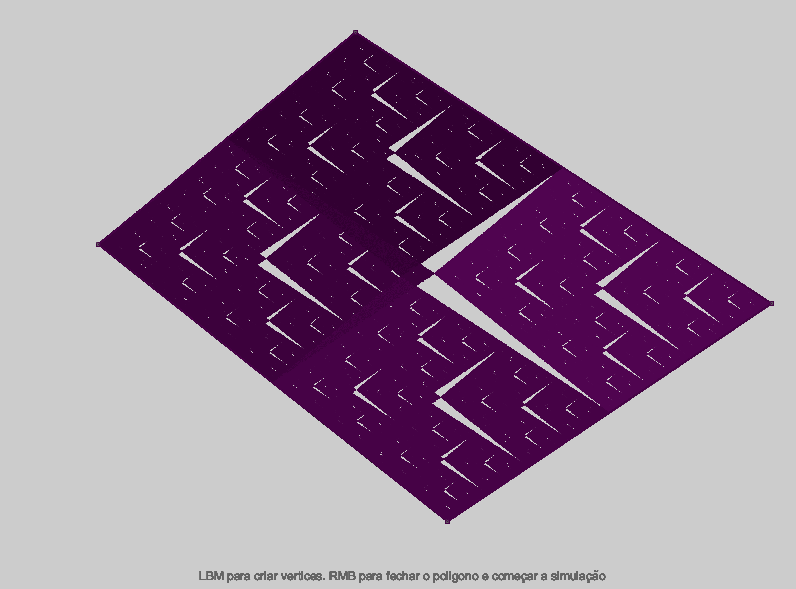 LBM para criar vertices. RMB para fechar o poligono e começar a simulação